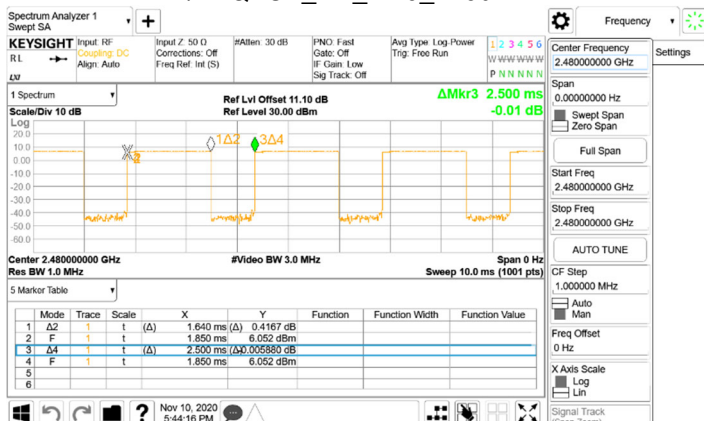 Spectrum Analyzer 1
Swept SA
Frequency
Settings
KEYSIGHT
Input: RF
Coupling: DC
Align: Auto
Input Z: 50 Ω
Corrections: Off
Freq Ref: Int (S)
#Atten: 30 dB
PNO: Fast
Gate: Off
IF Gain: Low
Sig Track: Off
Avg Type: Log-Power
Trig: Free Run
1 2 3 4 5 6
W W W W W W
P N N N N N
RL
LXI
1 Spectrum
Scale/Div 10 dB
Ref Lvl Offset 11.10 dB
Ref Level 30.00 dBm
ΔMkr3 2.500 ms
-0.01 dB
Log
20.0
10.0
0.00
-10.0
-20.0
-30.0
-40.0
-50.0
-60.0
1Δ2
3Δ4
Center 2.480000000 GHz
#Video BW 3.0 MHz
Span 0 Hz
Res BW 1.0 MHz
Sweep 10.0 ms (1001 pts)
5 Marker Table
Mode Trace Scale X Y Function Function Width Function Value
1 Δ2 1 t (Δ) 1.640 ms (Δ) 0.4167 dB
2 F 1 t 1.850 ms 6.052 dBm
3 Δ4 1 t (Δ) 2.500 ms (Δ) -0.005880 dB
4 F 1 t 1.850 ms 6.052 dBm
5
6
Nov 10, 2020
5:44:16 PM
Center Frequency
2.480000000 GHz
Span
0.00000000 Hz
Swept Span
Zero Span
Full Span
Start Freq
2.480000000 GHz
Stop Freq
2.480000000 GHz
AUTO TUNE
CF Step
1.000000 MHz
Auto
Man
Freq Offset
0 Hz
X Axis Scale
Log
Lin
Signal Track